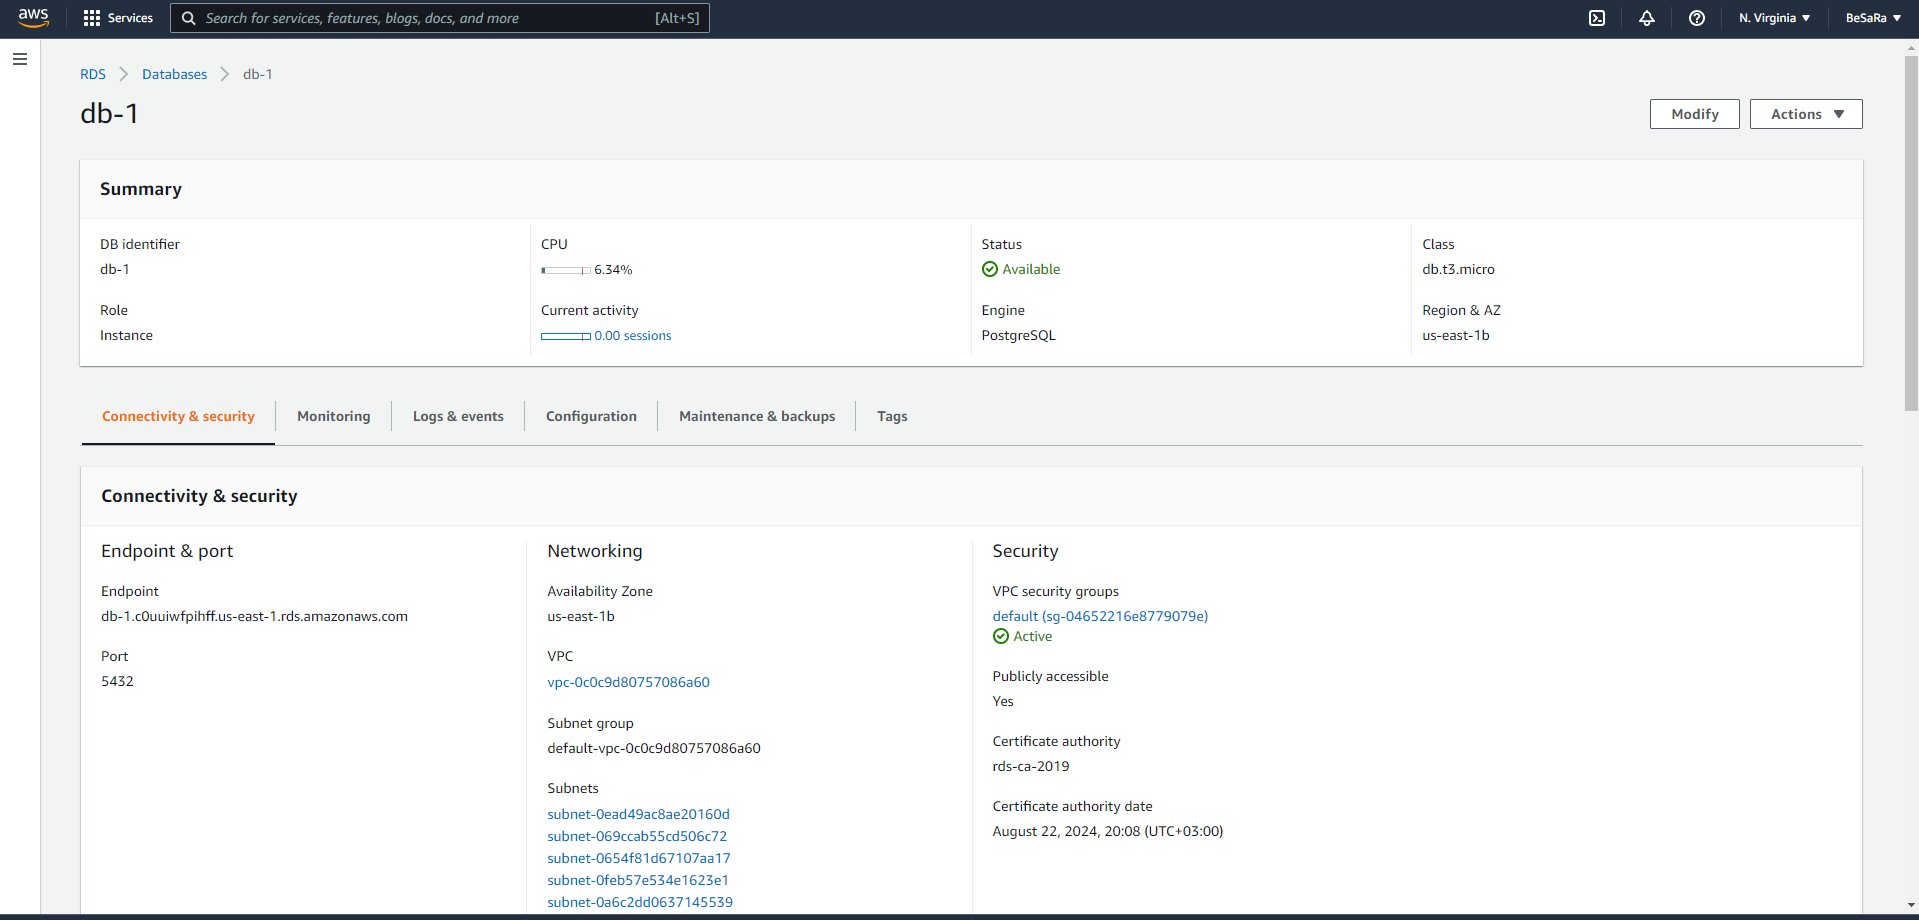 aws Services Search for services, features, blogs, docs, and more [Alt+S] N. Virginia BeSaRa
RDS Databases db-1
db-1
Modify Actions
Summary
DB identifier
db-1
Role
Instance
CPU
6.34%
Current activity
0.00 sessions
Status
Available
Engine
PostgreSQL
Class
db.t3.micro
Region & AZ
us-east-1b
Connectivity & security Monitoring Logs & events Configuration Maintenance & backups Tags
Connectivity & security
Endpoint & port
Endpoint
db-1.c0uuiwfpihff.us-east-1.rds.amazonaws.com
Port
5432
Networking
Availability Zone
us-east-1b
VPC
vpc-0c0c9d80757086a60
Subnet group
default-vpc-0c0c9d80757086a60
Subnets
subnet-0ead49ac8ae20160d
subnet-069ccab55cd506c72
subnet-0654f81d67107aa17
subnet-0feb57e534e1623e1
subnet-0a6c2dd0637145539
Security
VPC security groups
default (sg-04652216e8779079e)
Active
Publicly accessible
Yes
Certificate authority
rds-ca-2019
Certificate authority date
August 22, 2024, 20:08 (UTC+03:00)